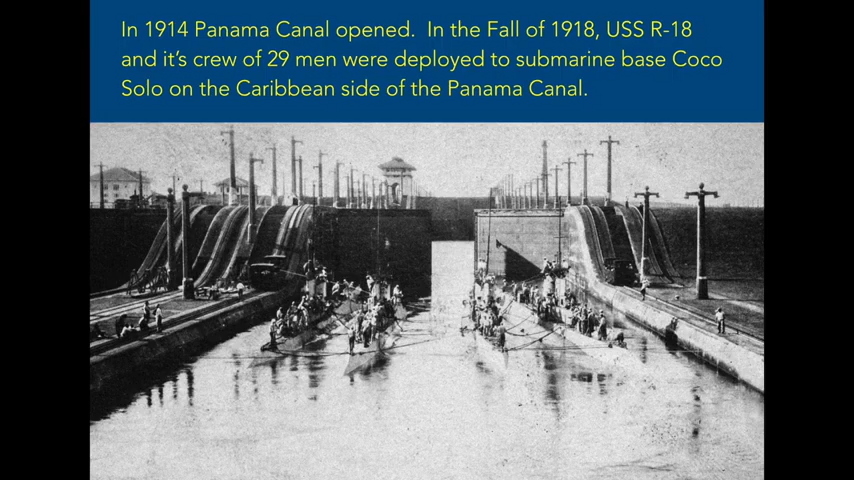 In 1914 Panama Canal opened.  In the Fall of 1918, USS R-18
and it’s crew of 29 men were deployed to submarine base Coco
Solo on the Caribbean side of the Panama Canal.